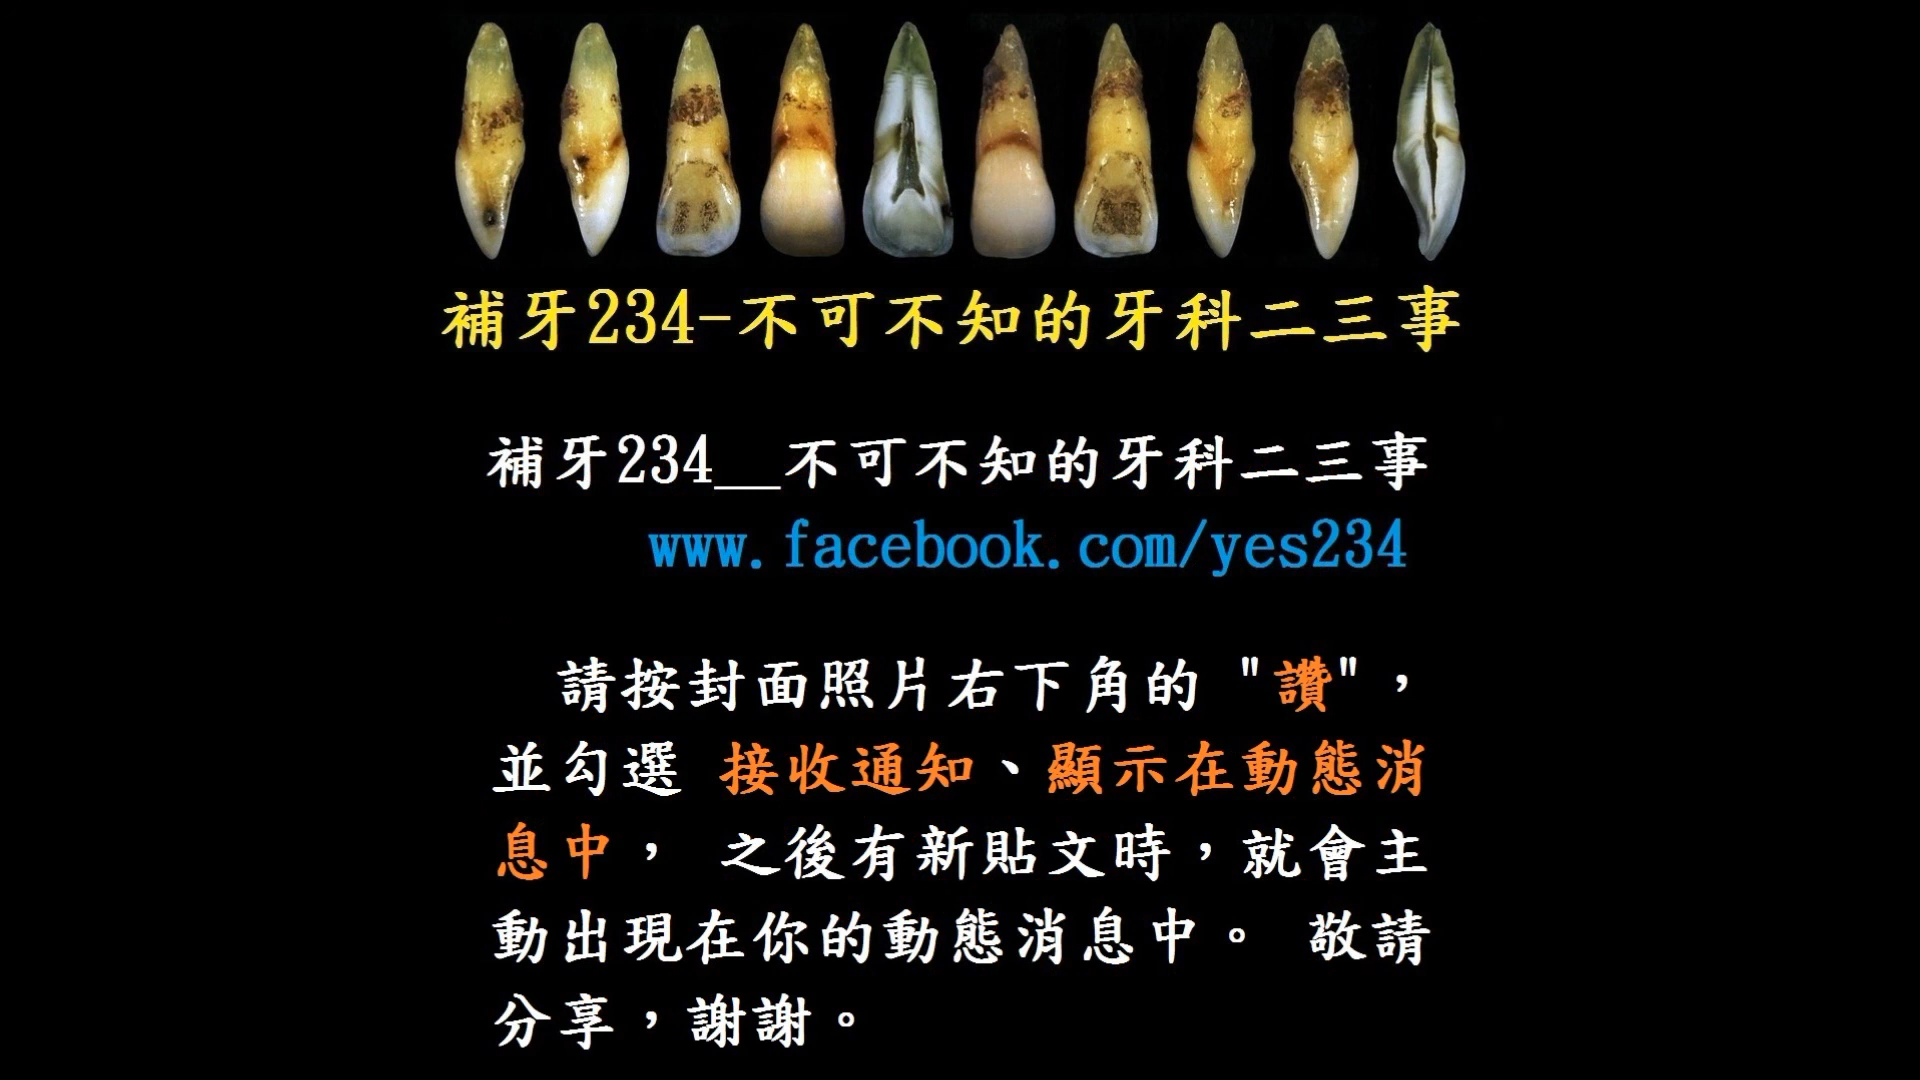 補牙234-不可不知的牙科二三事
補牙234__不可不知的牙科二三事
www.facebook.com/yes234
請按封面照片右下角的 "讚"，
並勾選 接收通知、顯示在動態消
息中， 之後有新貼文時，就會主
動出現在你的動態消息中。 敬請
分享，謝謝。